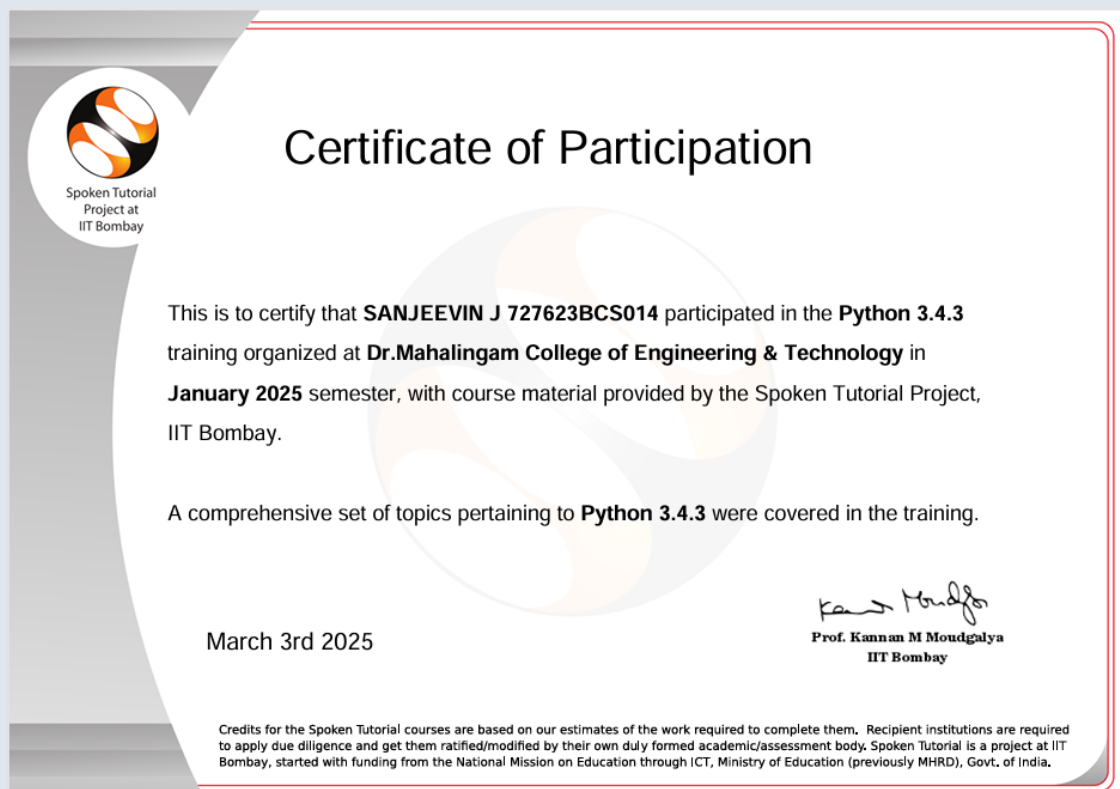 Spoken Tutorial
Project at
IIT Bombay
Certificate of Participation
This is to certify that SANJEEVIN J 727623BCS014 participated in the Python 3.4.3
training organized at Dr.Mahalingam College of Engineering & Technology in
January 2025 semester, with course material provided by the Spoken Tutorial Project,
IIT Bombay.
A comprehensive set of topics pertaining to Python 3.4.3 were covered in the training.
March 3rd 2025
Prof. Kannan M Moudgalya
IIT Bombay
Credits for the Spoken Tutorial courses are based on our estimates of the work required to complete them. Recipient institutions are required
to apply due diligence and get them ratified/modified by their own duly formed academic/assessment body. Spoken Tutorial is a project at IIT
Bombay, started with funding from the National Mission on Education through ICT, Ministry of Education (previously MHRD), Govt. of India.